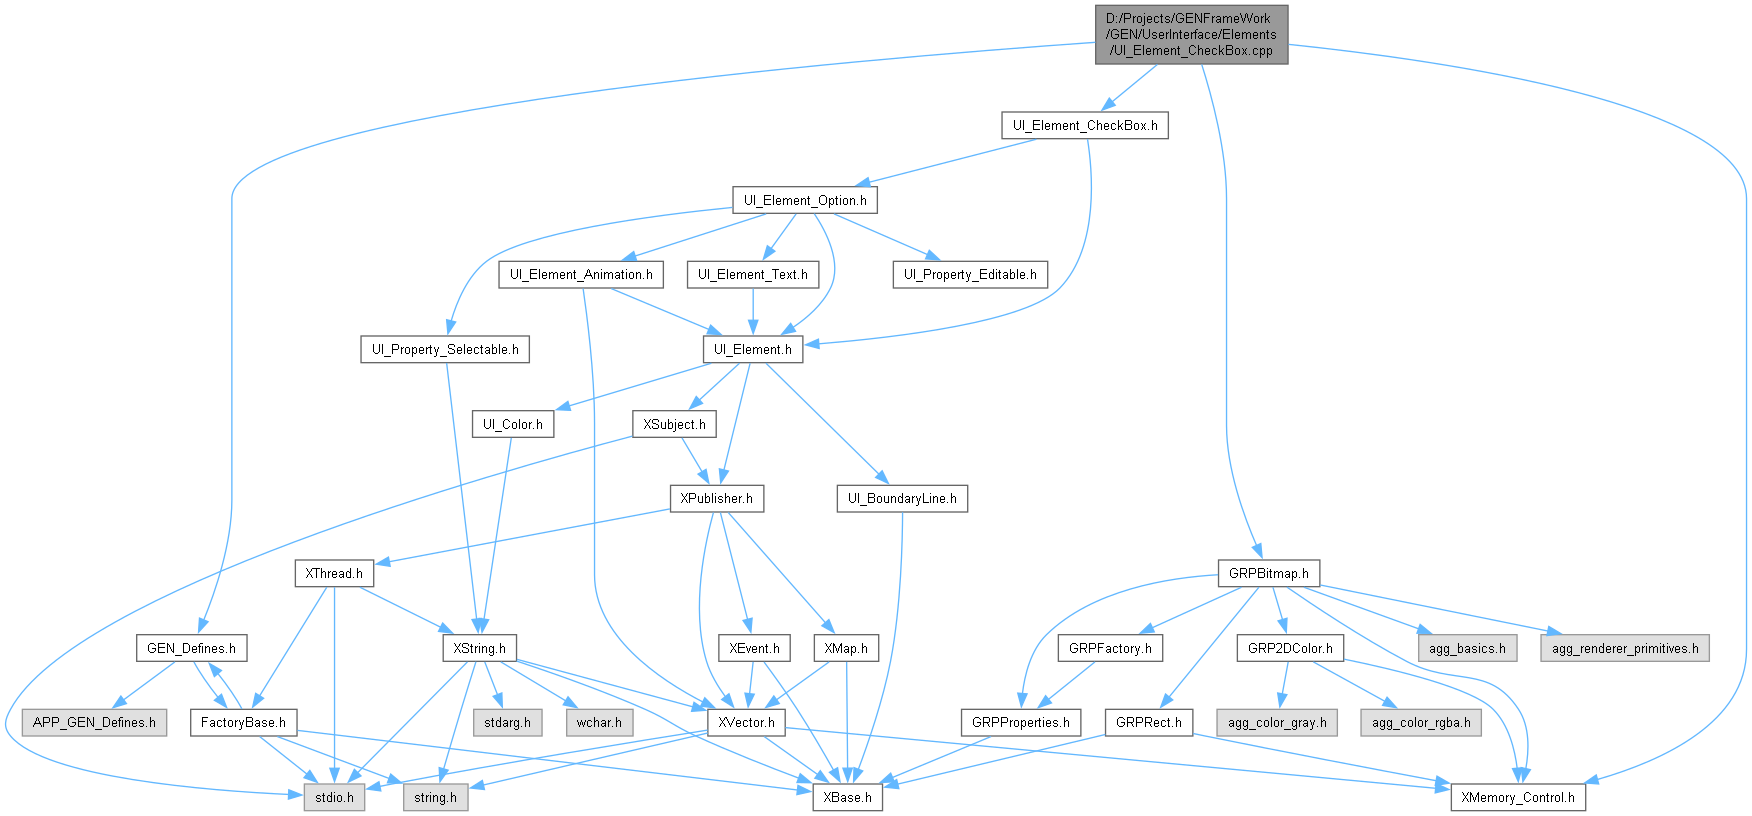 D:/Projects/GENFrameWork
/GEN/UserInterface/Elements
/UI_Element_CheckBox.cpp
UI_Element_CheckBox.h
UI_Element_Option.h
UI_Element_Animation.h
UI_Element_Text.h
UI_Property_Editable.h
UI_Property_Selectable.h
UI_Element.h
UI_Color.h
XSubject.h
XPublisher.h
UI_BoundaryLine.h
XThread.h
GRPBitmap.h
GEN_Defines.h
XString.h
XEvent.h
XMap.h
GRPFactory.h
GRP2DColor.h
agg_basics.h
agg_renderer_primitives.h
APP_GEN_Defines.h
FactoryBase.h
stdarg.h
wchar.h
XVector.h
GRPProperties.h
GRPRect.h
agg_color_gray.h
agg_color_rgba.h
stdio.h
string.h
XBase.h
XMemory_Control.h